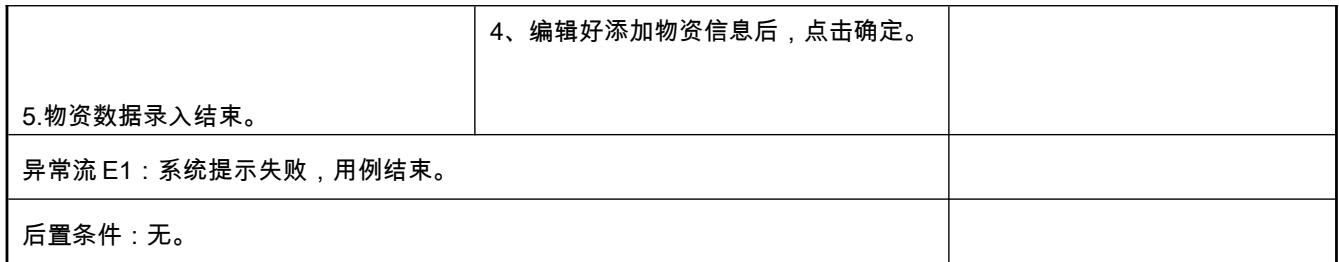 4、编辑好添加物资信息后，点击确定。
5.物资数据录入结束。
异常流 E1：系统提示失败，用例结束。
后置条件：无。